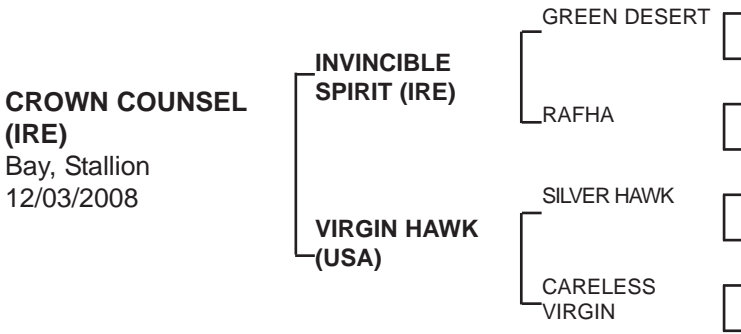 CROWN COUNSEL
(IRE)
Bay, Stallion
12/03/2008
INVINCIBLE
SPIRIT (IRE)
VIRGIN HAWK
(USA)
GREEN DESERT
RAFHA
SILVER HAWK
CARELESS
VIRGIN